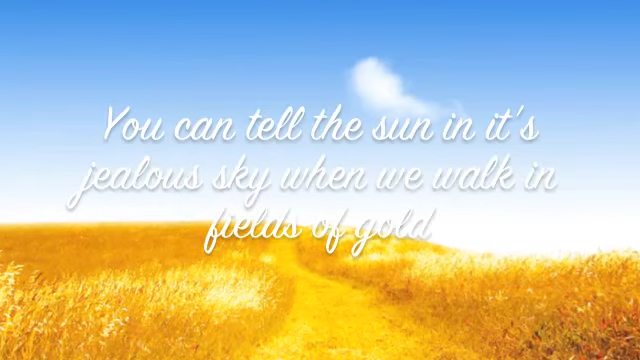 You can tell the sun in it's
jealous sky when we walk in
fields of gold